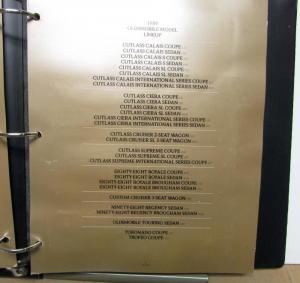 1989
OLDSMOBILE MODEL
LINEUP
CUTLASS CALAIS COUPE
CUTLASS CALAIS SEDAN
CUTLASS CALAIS S COUPE
CUTLASS CALAIS S SEDAN
CUTLASS CALAIS SL COUPE
CUTLASS CALAIS SL SEDAN
CUTLASS CALAIS INTERNATIONAL SERIES COUPE
CUTLASS CALAIS INTERNATIONAL SERIES SEDAN
CUTLASS CIERA COUPE
CUTLASS CIERA SEDAN
CUTLASS CIERA SL COUPE
CUTLASS CIERA SL SEDAN
CUTLASS CIERA INTERNATIONAL SERIES COUPE
CUTLASS CIERA INTERNATIONAL SERIES SEDAN
CUTLASS CRUISER 2-SEAT WAGON
CUTLASS CRUISER SL 2-SEAT WAGON
CUTLASS SUPREME COUPE
CUTLASS SUPREME SL COUPE
CUTLASS SUPREME INTERNATIONAL SERIES COUPE
EIGHTY-EIGHT ROYALE COUPE
EIGHTY-EIGHT ROYALE SEDAN
EIGHTY-EIGHT ROYALE BROUGHAM COUPE
EIGHTY-EIGHT ROYALE BROUGHAM SEDAN
CUSTOM CRUISER 3-SEAT WAGON
NINETY-EIGHT REGENCY SEDAN
NINETY-EIGHT REGENCY BROUGHAM SEDAN
OLDSMOBILE TOURING SEDAN
TORONADO COUPE
TROFEO COUPE